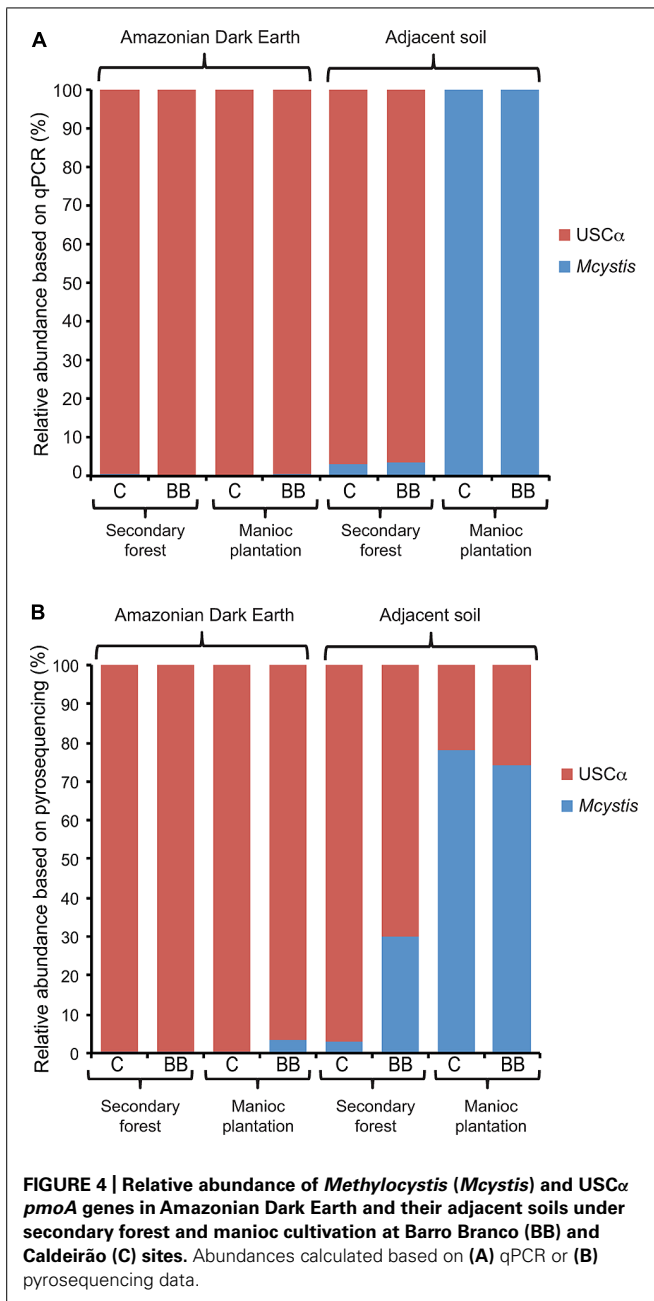 A
Amazonian Dark Earth
Adjacent soil
Relative abundance based on qPCR (%)
100
90
80
70
60
50
40
30
20
10
0
USCα
Mcystis
C
BB
C
BB
C
BB
C
BB
Secondary
forest
Manioc
plantation
Secondary
forest
Manioc
plantation
B
Amazonian Dark Earth
Adjacent soil
Relative abundance based on pyrosequencing (%)
100
90
80
70
60
50
40
30
20
10
0
USCα
Mcystis
C
BB
C
BB
C
BB
C
BB
Secondary
forest
Manioc
plantation
Secondary
forest
Manioc
plantation
FIGURE 4 | Relative abundance of Methylocystis (Mcystis) and USCα
pmoA genes in Amazonian Dark Earth and their adjacent soils under
secondary forest and manioc cultivation at Barro Branco (BB) and
Caldeirão (C) sites. Abundances calculated based on (A) qPCR or (B)
pyrosequencing data.